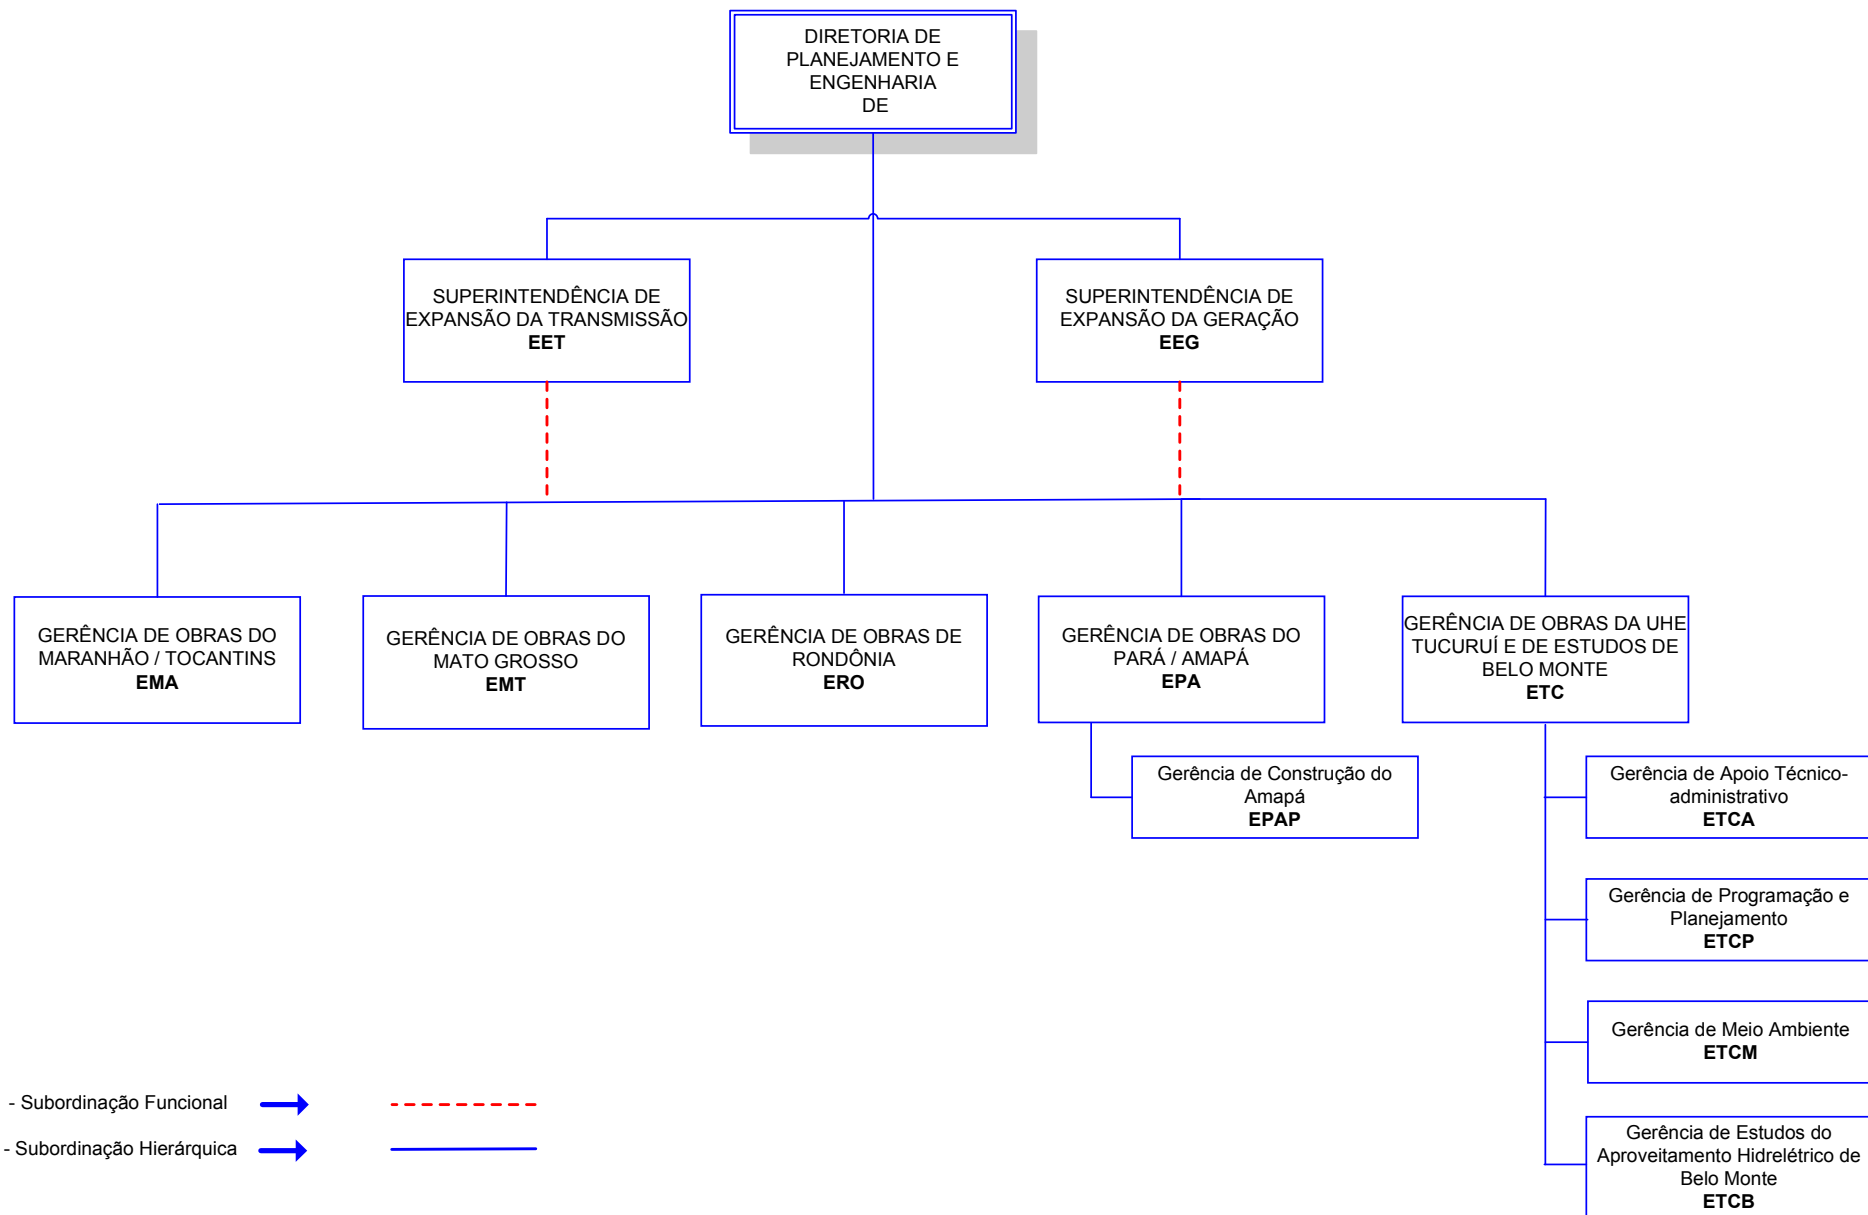 DIRETORIA DE
PLANEJAMENTO E
ENGENHARIA
DE
SUPERINTENDÊNCIA DE
EXPANSÃO DA TRANSMISSÃO
EET
SUPERINTENDÊNCIA DE
EXPANSÃO DA GERAÇÃO
EEG
GERÊNCIA DE OBRAS DO
MARANHÃO / TOCANTINS
EMA
GERÊNCIA DE OBRAS DO
MATO GROSSO
EMT
GERÊNCIA DE OBRAS DE
RONDÔNIA
ERO
GERÊNCIA DE OBRAS DO
PARÁ / AMAPÁ
EPA
GERÊNCIA DE OBRAS DA UHE
TUCURUÍ E DE ESTUDOS DE
BELO MONTE
ETC
Gerência de Construção do
Amapá
EPAP
Gerência de Apoio Técnico-
administrativo
ETCA
Gerência de Programação e
Planejamento
ETCP
Gerência de Meio Ambiente
ETCM
Gerência de Estudos do
Aproveitamento Hidrelétrico de
Belo Monte
ETCB
- Subordinação Funcional
- Subordinação Hierárquica